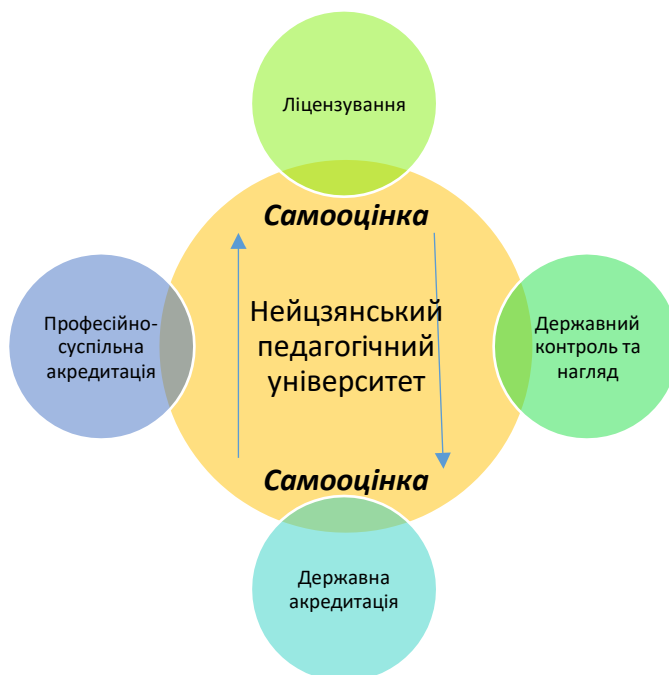 Ліцензування
Самооцінка
Нейцзянський
педагогічний
університет
Професійно-
суспільна
акредитація
Державний
контроль та
нагляд
Самооцінка
Державна
акредитація